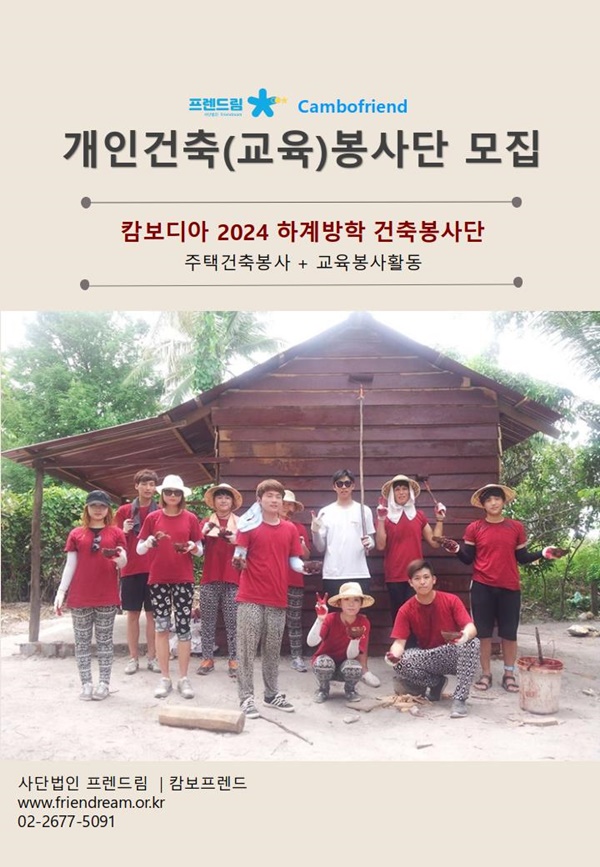 프렌드림 Cambofriend
개인건축(교육)봉사단 모집
캄보디아 2024 하계방학 건축봉사단
주택건축봉사 + 교육봉사활동
사단법인 프렌드림 | 캄보프렌드
www.friendream.or.kr
02-2677-5091